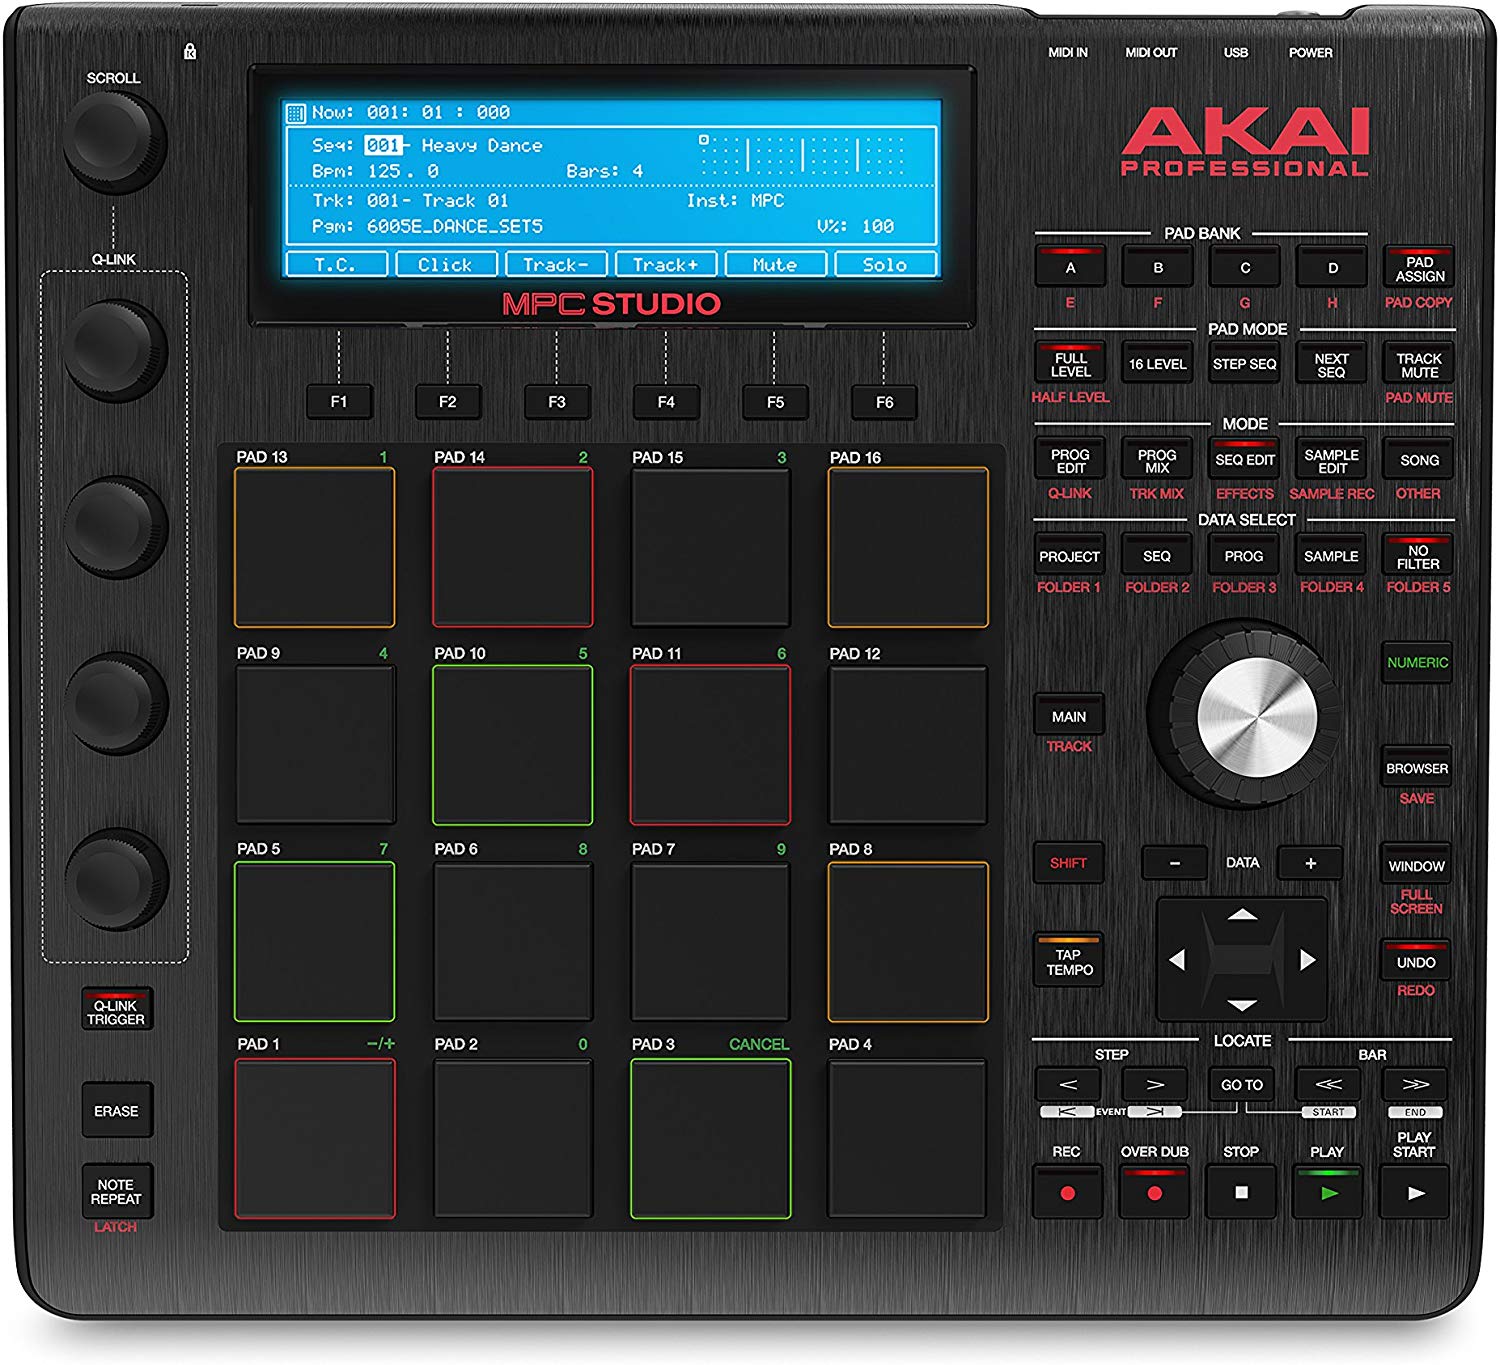 MIDI IN MIDI OUT USB POWER
SCROLL
AKAI
PROFESSIONAL
Now: 001: 01 : 000
Seq: 001- Heavy Dance
Bpm: 125 . 0 Bars: 4
Trk: 001- Track 01 Inst: MPC
Pgm: 6005E_DANCE_SET5 V%: 100
T.C. Click Track- Track+ Mute Solo
MPC STUDIO
Q-LINK
F1 F2 F3 F4 F5 F6
PAD BANK
A B C D PAD ASSIGN
E F G H PAD COPY
PAD MODE
FULL LEVEL 16 LEVEL STEP SEQ NEXT SEQ TRACK MUTE
HALF LEVEL PAD MUTE
MODE
PROG EDIT PROG MIX SEQ EDIT SAMPLE EDIT SONG
Q-LINK TRK MIX EFFECTS SAMPLE REC OTHER
DATA SELECT
PROJECT SEQ PROG SAMPLE NO FILTER
FOLDER 1 FOLDER 2 FOLDER 3 FOLDER 4 FOLDER 5
PAD 13 1 PAD 14 2 PAD 15 3 PAD 16
PAD 9 4 PAD 10 5 PAD 11 6 PAD 12
PAD 5 7 PAD 6 8 PAD 7 9 PAD 8
PAD 1 -/+ PAD 2 0 PAD 3 CANCEL PAD 4
NUMERIC
MAIN
TRACK
BROWSER
SAVE
SHIFT
- DATA +
WINDOW
FULL
SCREEN
TAP
TEMPO
UNDO
REDO
Q-LINK
TRIGGER
ERASE
NOTE
REPEAT
LATCH
LOCATE
STEP BAR
< > GO TO << >>
EVENT START END
REC OVER DUB STOP PLAY PLAY START